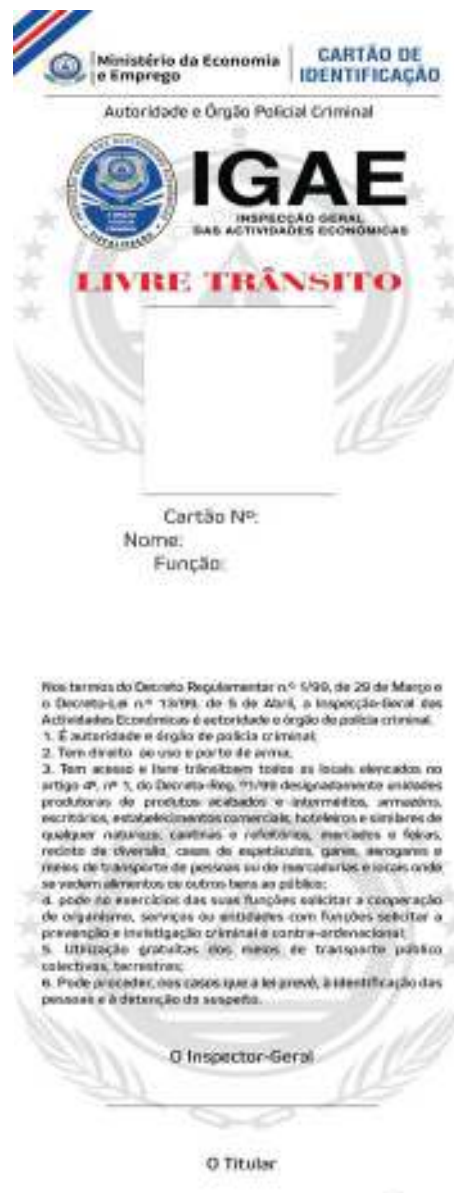 Ministério da Economia
e Emprego
CARTÃO DE
IDENTIFICAÇÃO
Autoridade e Órgão Policial Criminal
IGAE
INSPECÇÃO GERAL
DAS ACTIVIDADES ECONÓMICAS
LIVRE TRÂNSITO
Cartão Nº:
Nome:
Função:
Nos termos do Decreto Regulamentar n.º 1/99, de 29 de Março e
o Decreto-Lei n.º 13/99, de 5 de Abril, a Inspecção-Geral das
Actividades Económicas é autoridade e órgão de polícia criminal.
1. É autoridade e órgão de polícia criminal;
2. Tem direito ao uso e porte de arma;
3. Tem acesso e livre trânsitoem todos os locais elencados no
artigo 4º, nº 1, do Decreto-Reg. designadamente unidades
produtoras de produtos acabados e intermédios, armazéns,
escritórios, estabelecimentos comerciais, hoteleiros e similares de
qualquer natureza; cantinas e refeitórios, mercados e feiras,
recinto de diversão, casas de espetáculos, gares, aerogares e
meios de transporte de pessoas ou de mercadorias e locais onde
se vedem alimentos ou outros bens ao público;
4. pode no exercícios das suas funções solicitar a cooperação
de organismo, serviços ou entidades com funções solicitar a
prevenção e investigação criminal e contra-ordenacional;
5. Utilização gratuitas dos meios de transporte público
colectivos, terrestres;
6. Pode proceder, nos casos que a lei prevê, à identificação das
pessoas e à detenção do suspeito.
O Inspector-Geral
O Titular